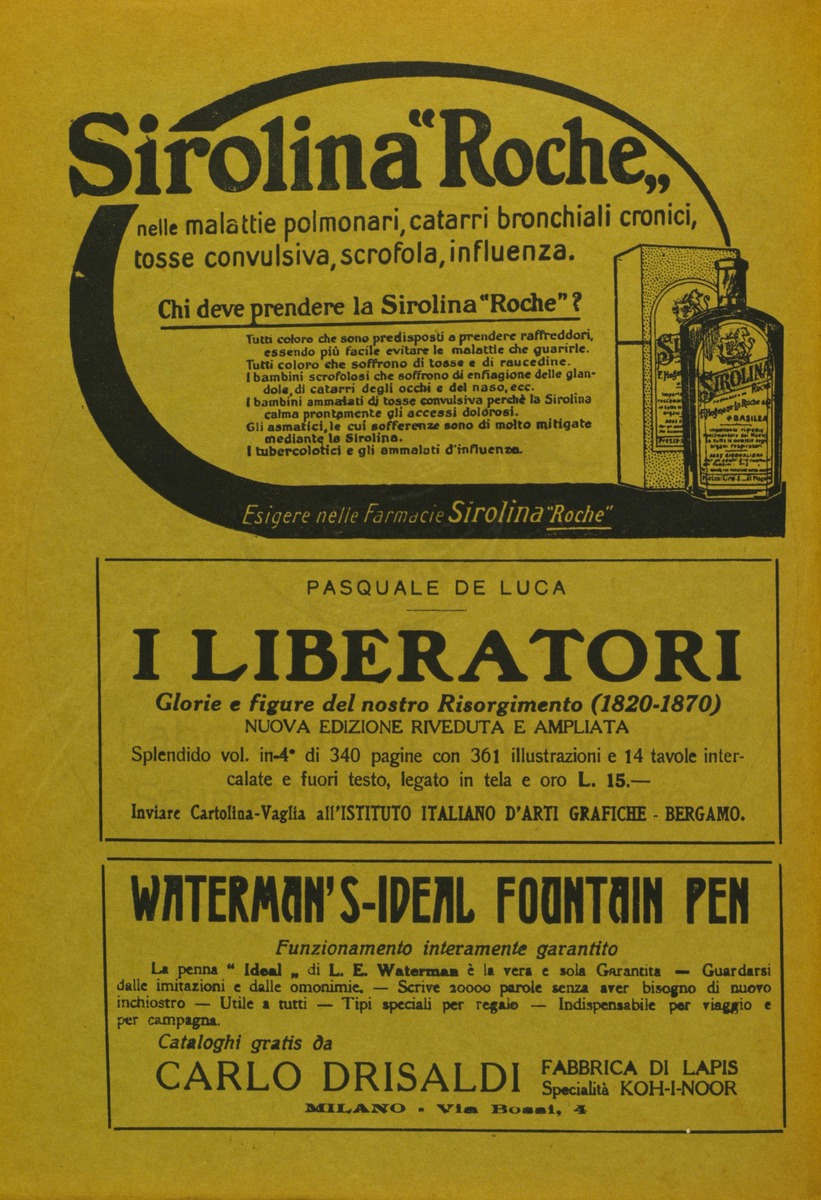 Sirolina "Roche„
nelle malattie polmonari, catarri bronchiali cronici,
tosse convulsiva, scrofola, influenza.
Chi deve prendere la Sirolina "Roche"?
Tutti coloro che sono predisposti a prendere raffreddori,
essendo più facile evitare le malattie che guarirle.
Tutti coloro che soffrono di tosse e di raucedine.
I bambini scrofolosi che soffrono di enfiagione delle glan-
dole, di catarri degli occhi e del naso, ecc.
I bambini ammalati di tosse convulsiva perchè la Sirolina
calma prontamente gli accessi dolorosi.
Gli asmatici, le cui sofferenze sono di molto mitigate
mediante la Sirolina.
I tubercolotici e gli ammalati d'influenza.
SIROLINA
Roche
F. Hoffmann-La Roche & C.
BASILEA
Esigere nelle Farmacie Sirolina "Roche"
PASQUALE DE LUCA
I LIBERATORI
Glorie e figure del nostro Risorgimento (1820-1870)
NUOVA EDIZIONE RIVEDUTA E AMPLIATA
Splendido vol. in-4° di 340 pagine con 361 illustrazioni e 14 tavole inter-
calate e fuori testo, legato in tela e oro L. 15.—
Inviare Cartolina-Vaglia all'ISTITUTO ITALIANO D'ARTI GRAFICHE - BERGAMO.
WATERMAN'S-IDEAL FOUNTAIN PEN
Funzionamento interamente garantito
La penna " Ideal „ di L. E. Waterman è la vera e sola Garantita — Guardarsi
dalle imitazioni e dalle omonimie. — Scrive 20000 parole senza aver bisogno di nuovo
inchiostro — Utile a tutti — Tipi speciali per regalo — Indispensabile per viaggio e
per campagna.
Cataloghi gratis da
CARLO DRISALDI FABBRICA DI LAPIS
Specialità KOH-I-NOOR
MILANO - Via Bossi, 4